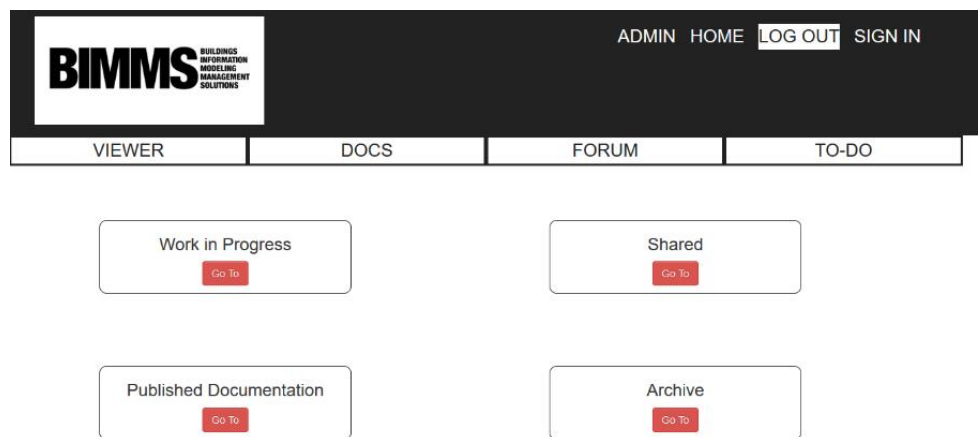 BIMMS
BUILDINGS
INFORMATION
MODELING
MANAGEMENT
SOLUTIONS
ADMIN HOME LOG OUT SIGN IN
VIEWER DOCS FORUM TO-DO
Work in Progress
Go To
Shared
Go To
Published Documentation
Go To
Archive
Go To